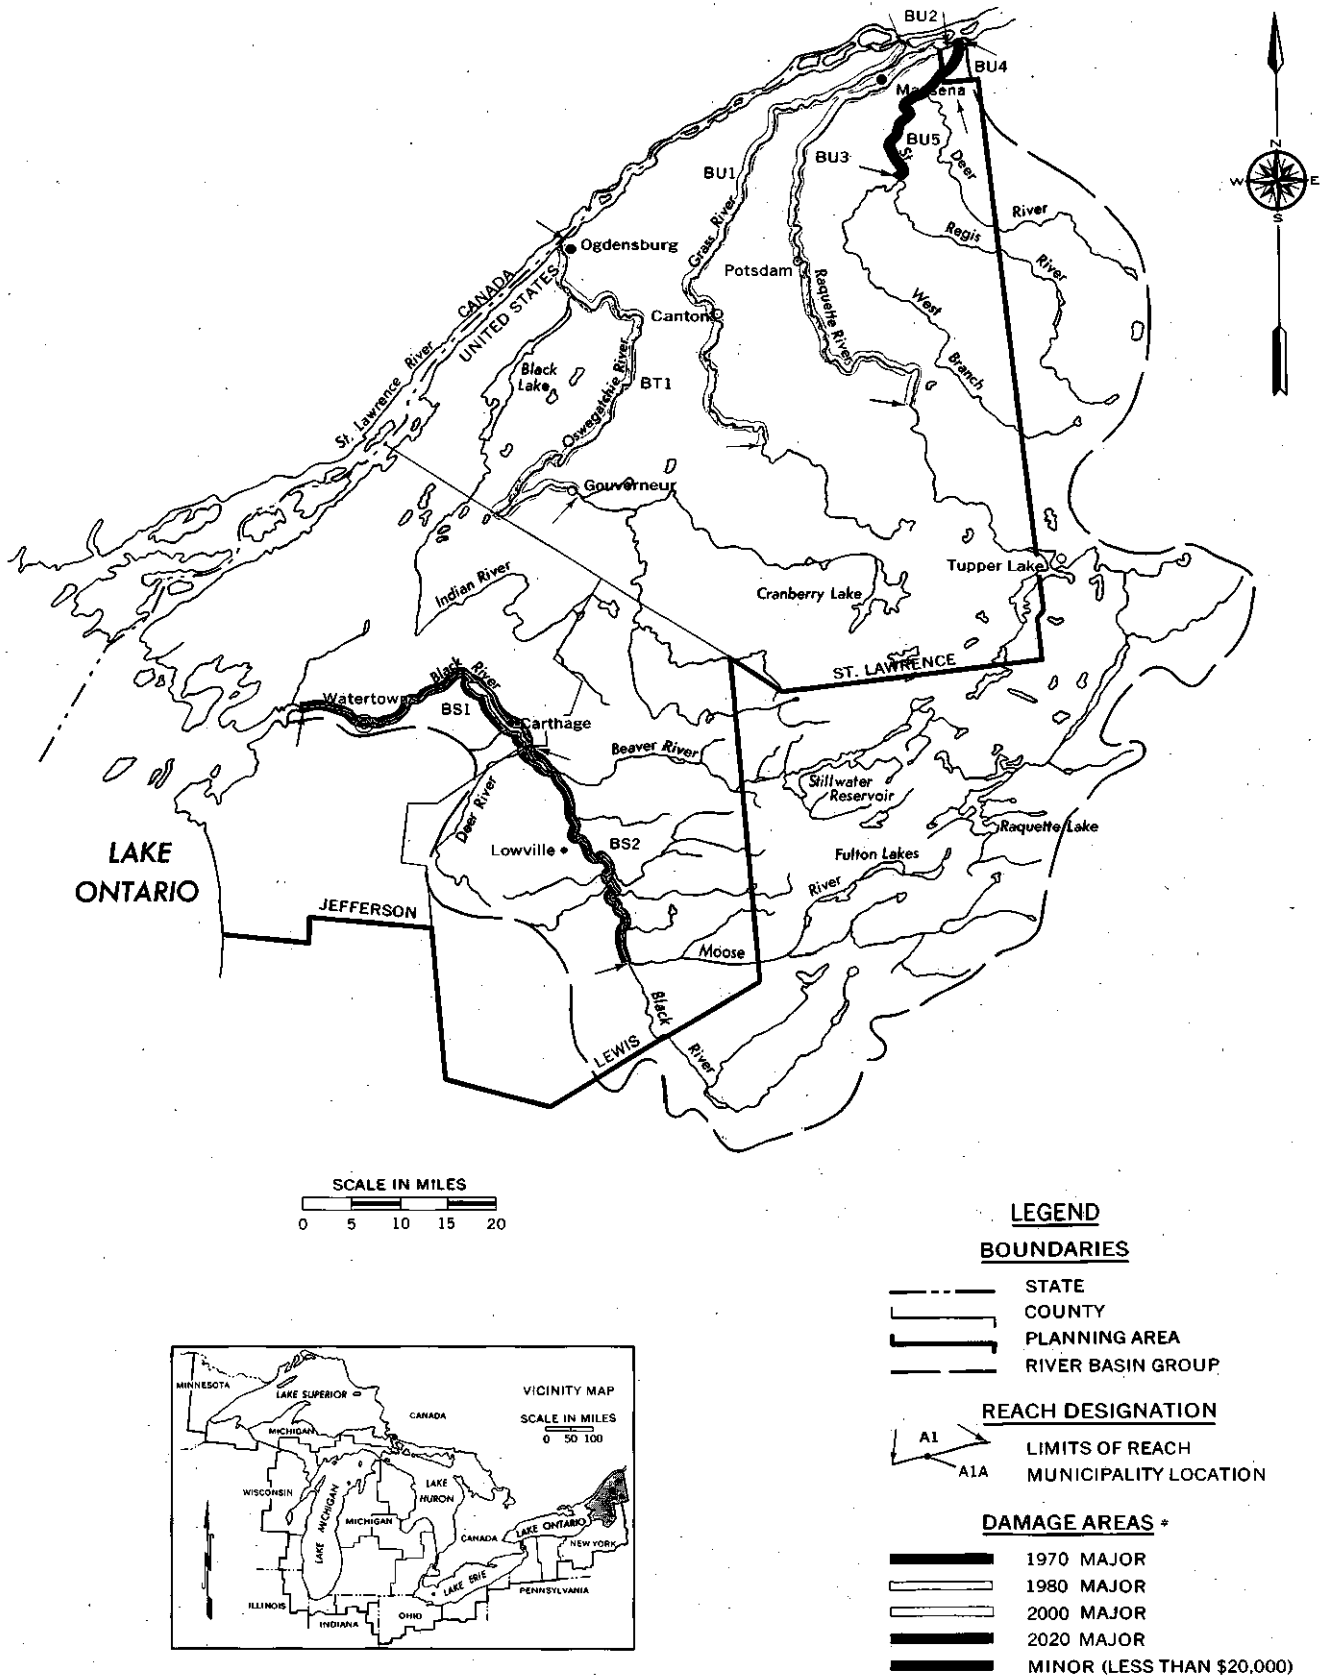 BU2
BU4
Massena
BU5
St.
Deer
River
BU3
BU1
Grass River
Regis
River
Ogdensburg
Potsdam
Raquette River
West
Branch
Canton
CANADA
UNITED STATES
St. Lawrence River
Black
Lake
Oswegatchie River
BT1
Gouverneur
Indian River
Cranberry Lake
Tupper Lake
ST. LAWRENCE
Black River
Watertown
BS1
Carthage
Beaver River
Deer River
Stillwater
Reservoir
Raquette Lake
Lowville
BS2
Fulton Lakes
River
Moose
LAKE
ONTARIO
JEFFERSON
Black
River
LEWIS
N
W
E
S
SCALE IN MILES
0 5 10 15 20
LEGEND
BOUNDARIES
STATE
COUNTY
PLANNING AREA
RIVER BASIN GROUP
REACH DESIGNATION
A1
A1A
LIMITS OF REACH
MUNICIPALITY LOCATION
DAMAGE AREAS *
1970 MAJOR
1980 MAJOR
2000 MAJOR
2020 MAJOR
MINOR (LESS THAN $20,000)
VICINITY MAP
SCALE IN MILES
0 50 100
MINNESOTA
LAKE SUPERIOR
CANADA
MICHIGAN
WISCONSIN
LAKE MICHIGAN
LAKE
HURON
MICHIGAN
CANADA
LAKE ONTARIO
NEW YORK
LAKE ERIE
PENNSYLVANIA
ILLINOIS
INDIANA
OHIO